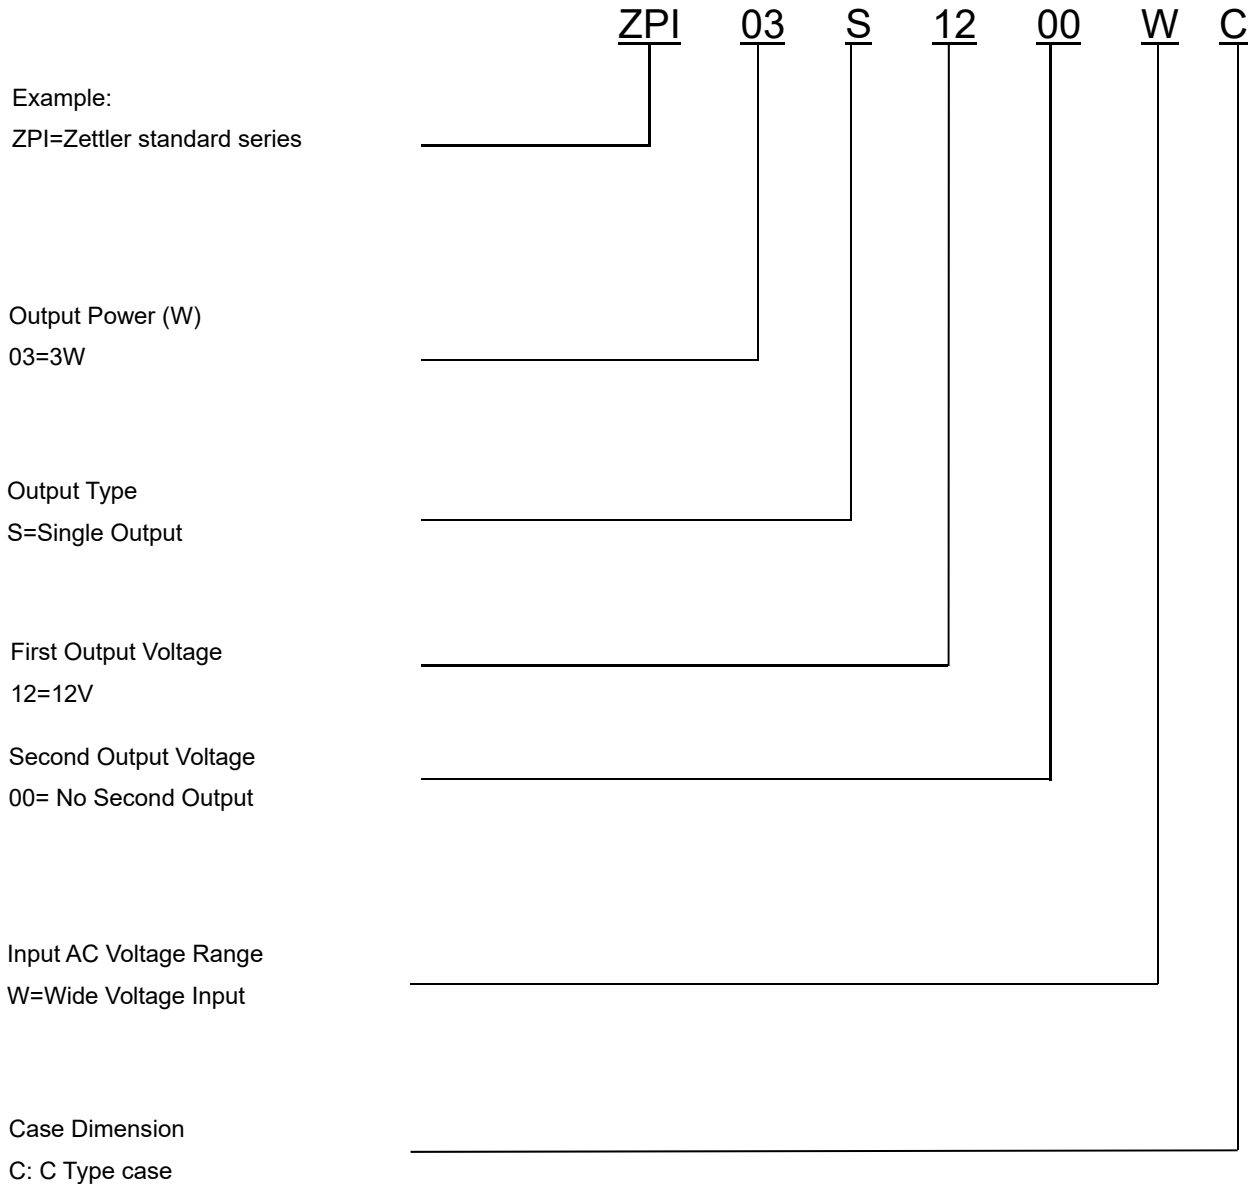 ZPI 03 S 12 00 W C
Example:
ZPI=Zettler standard series
Output Power (W)
03=3W
Output Type
S=Single Output
First Output Voltage
12=12V
Second Output Voltage
00= No Second Output
Input AC Voltage Range
W=Wide Voltage Input
Case Dimension
C: C Type case